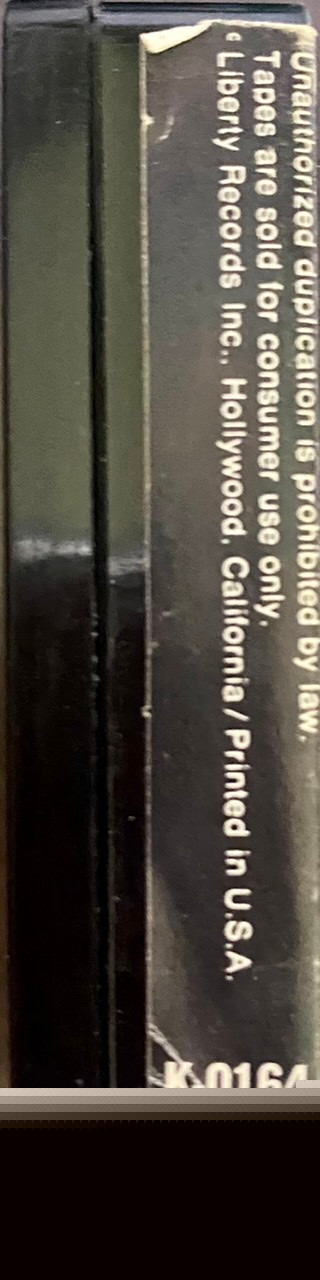 Unauthorized duplication is prohibited by law.
Tapes are sold for consumer use only.
© Liberty Records Inc., Hollywood, California/Printed in U.S.A.
K 0164